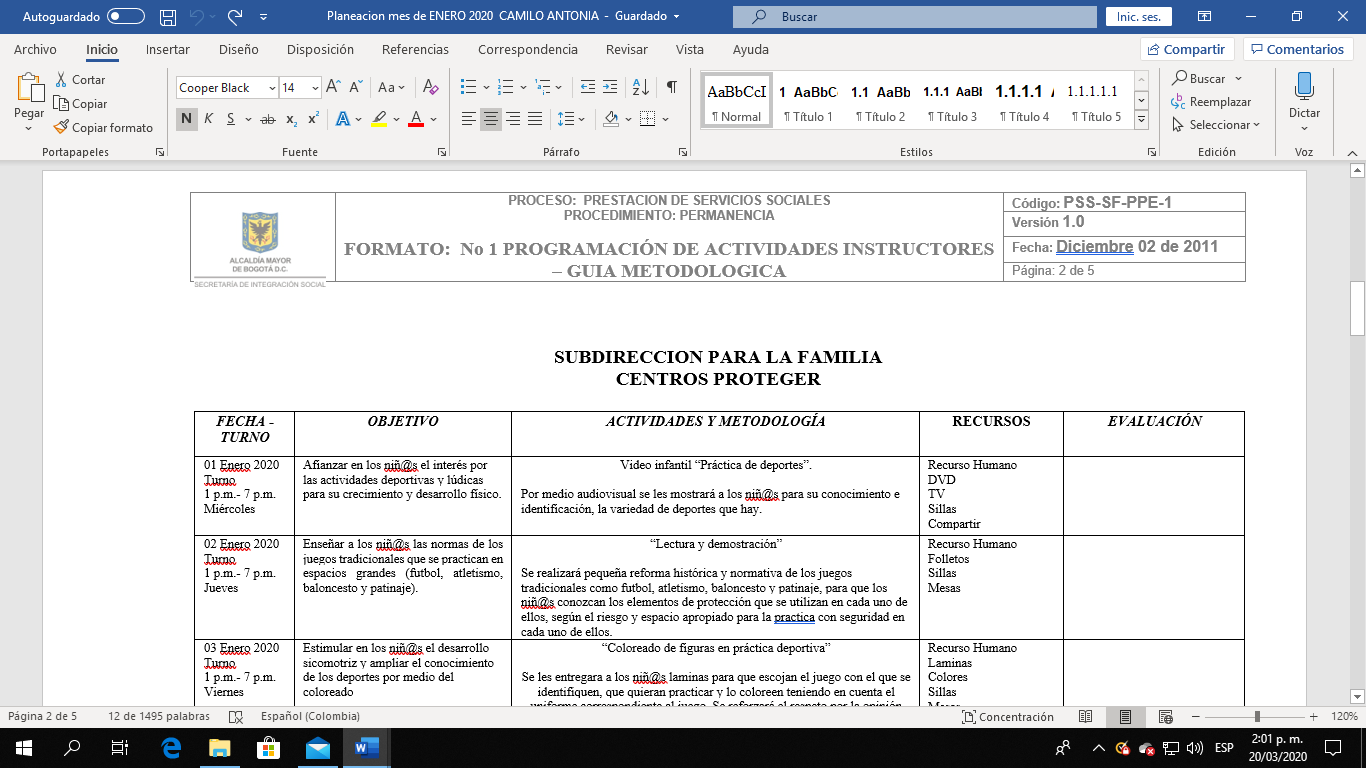 Autoguardado
Planeacion mes de ENERO 2020  CAMILO ANTONIA  -  Guardado
Buscar
Inic. ses.
Archivo
Inicio
Insertar
Diseño
Disposición
Referencias
Correspondencia
Revisar
Vista
Ayuda
Compartir
Comentarios
Pegar
Cortar
Copiar
Copiar formato
Portapapeles
Cooper Black
14
Fuente
Párrafo
AaBbCcI
¶ Normal
1 AaBbC
¶ Título 1
1.1 AaBb
¶ Título 2
1.1.1 AaBl
¶ Título 3
1.1.1.1
¶ Título 4
1.1.1.1.1
¶ Título 5
Estilos
Buscar
Reemplazar
Seleccionar
Edición
Dictar
Voz
ALCALDÍA MAYOR
DE BOGOTÁ D.C.
SECRETARÍA DE INTEGRACIÓN SOCIAL
PROCESO:  PRESTACION DE SERVICIOS SOCIALES
PROCEDIMIENTO: PERMANENCIA
FORMATO:  No 1 PROGRAMACIÓN DE ACTIVIDADES INSTRUCTORES
– GUIA METODOLOGICA
Código: PSS-SF-PPE-1
Versión 1.0
Fecha: Diciembre 02 de 2011
Página: 2 de 5
SUBDIRECCION PARA LA FAMILIA
CENTROS PROTEGER
FECHA -
TURNO
OBJETIVO
ACTIVIDADES Y METODOLOGÍA
RECURSOS
EVALUACIÓN
01 Enero 2020
Turno
1 p.m.- 7 p.m.
Miércoles
Afianzar en los niñ@s el interés por
las actividades deportivas y lúdicas
para su crecimiento y desarrollo físico.
Video infantil “Práctica de deportes”.
Por medio audiovisual se les mostrará a los niñ@s para su conocimiento e
identificación, la variedad de deportes que hay.
Recurso Humano
DVD
TV
Sillas
Compartir
02 Enero 2020
Turno
1 p.m.- 7 p.m.
Jueves
Enseñar a los niñ@s las normas de los
juegos tradicionales que se practican en
espacios grandes (futbol, atletismo,
baloncesto y patinaje).
“Lectura y demostración”
Se realizará pequeña reforma histórica y normativa de los juegos
tradicionales como futbol, atletismo, baloncesto y patinaje, para que los
niñ@s conozcan los elementos de protección que se utilizan en cada uno de
ellos, según el riesgo y espacio apropiado para la practica con seguridad en
cada uno de ellos.
Recurso Humano
Folletos
Sillas
Mesas
03 Enero 2020
Turno
1 p.m.- 7 p.m.
Viernes
Estimular en los niñ@s el desarrollo
sicomotriz y ampliar el conocimiento
de los deportes por medio del
coloreado
“Coloreado de figuras en práctica deportiva”
Se les entregara a los niñ@s laminas para que escojan el juego con el que se
identifiquen, que quieran practicar y lo coloreen teniendo en cuenta el
uniforme correspondiente al juego. Se reforzará el respeto por la opinión
Recurso Humano
Laminas
Colores
Sillas
Mesas
Página 2 de 5
12 de 1495 palabras
Español (Colombia)
Concentración
120%
ESP
2:01 p. m.
20/03/2020